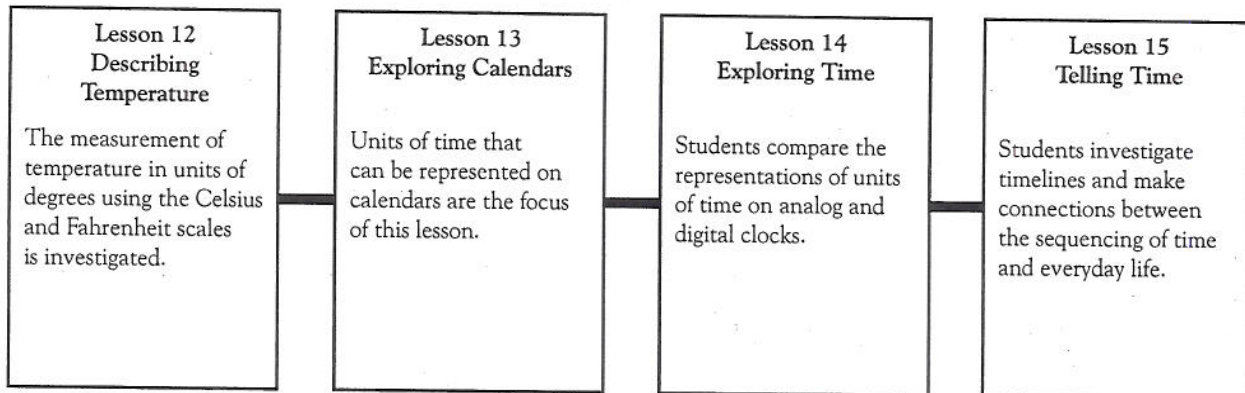 Lesson 12
Describing
Temperature
The measurement of
temperature in units of
degrees using the Celsius
and Fahrenheit scales
is investigated.
Lesson 13
Exploring Calendars
Units of time that
can be represented on
calendars are the focus
of this lesson.
Lesson 14
Exploring Time
Students compare the
representations of units
of time on analog and
digital clocks.
Lesson 15
Telling Time
Students investigate
timelines and make
connections between
the sequencing of time
and everyday life.